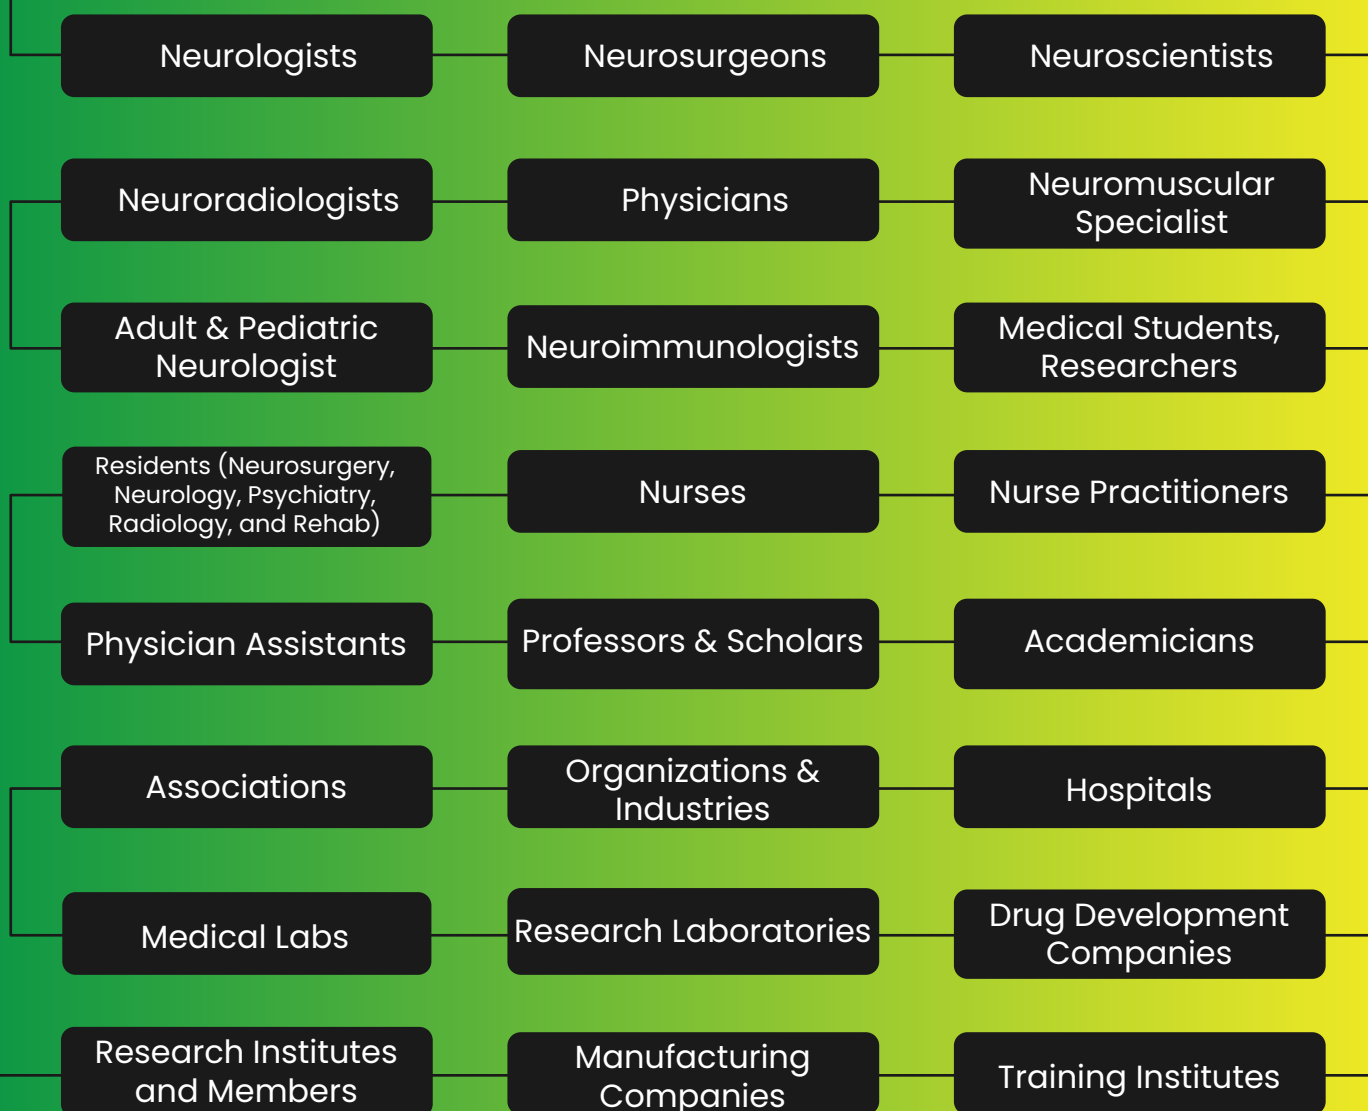 Neurologists
Neurosurgeons
Neuroscientists
Neuroradiologists
Physicians
Neuromuscular
Specialist
Adult & Pediatric
Neurologist
Neuroimmunologists
Medical Students,
Researchers
Residents (Neurosurgery,
Neurology, Psychiatry,
Radiology, and Rehab)
Nurses
Nurse Practitioners
Physician Assistants
Professors & Scholars
Academicians
Associations
Organizations &
Industries
Hospitals
Medical Labs
Research Laboratories
Drug Development
Companies
Research Institutes
and Members
Manufacturing
Companies
Training Institutes